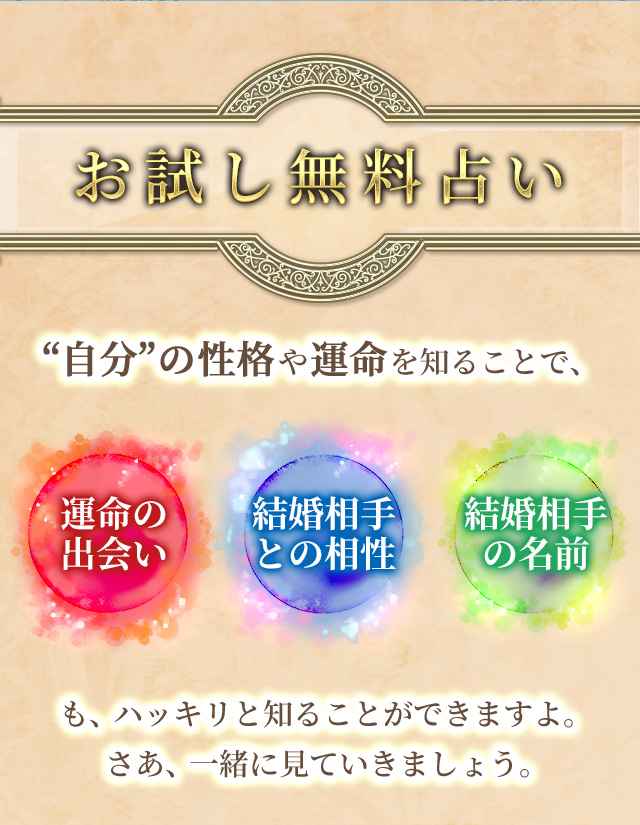 お試し無料占い
“自分”の性格や運命を知ることで、
運命の
出会い
結婚相手
との相性
結婚相手
の名前
も、ハッキリと知ることができますよ。
さあ、一緒に見ていきましょう。